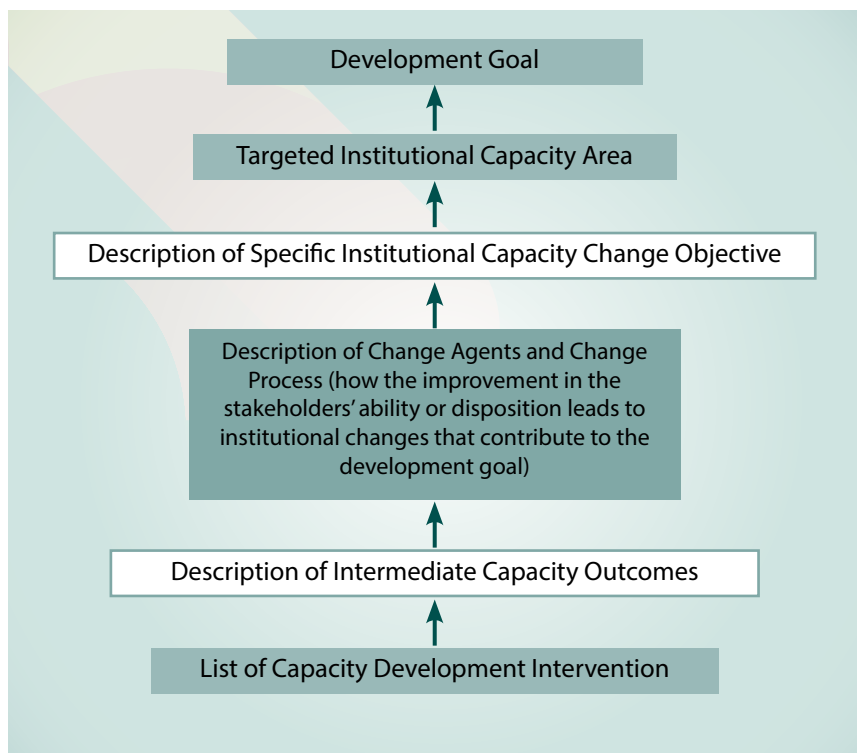 Development Goal
Targeted Institutional Capacity Area
Description of Specific Institutional Capacity Change Objective
Description of Change Agents and Change
Process (how the improvement in the
stakeholders’ ability or disposition leads to
institutional changes that contribute to the
development goal)
Description of Intermediate Capacity Outcomes
List of Capacity Development Intervention